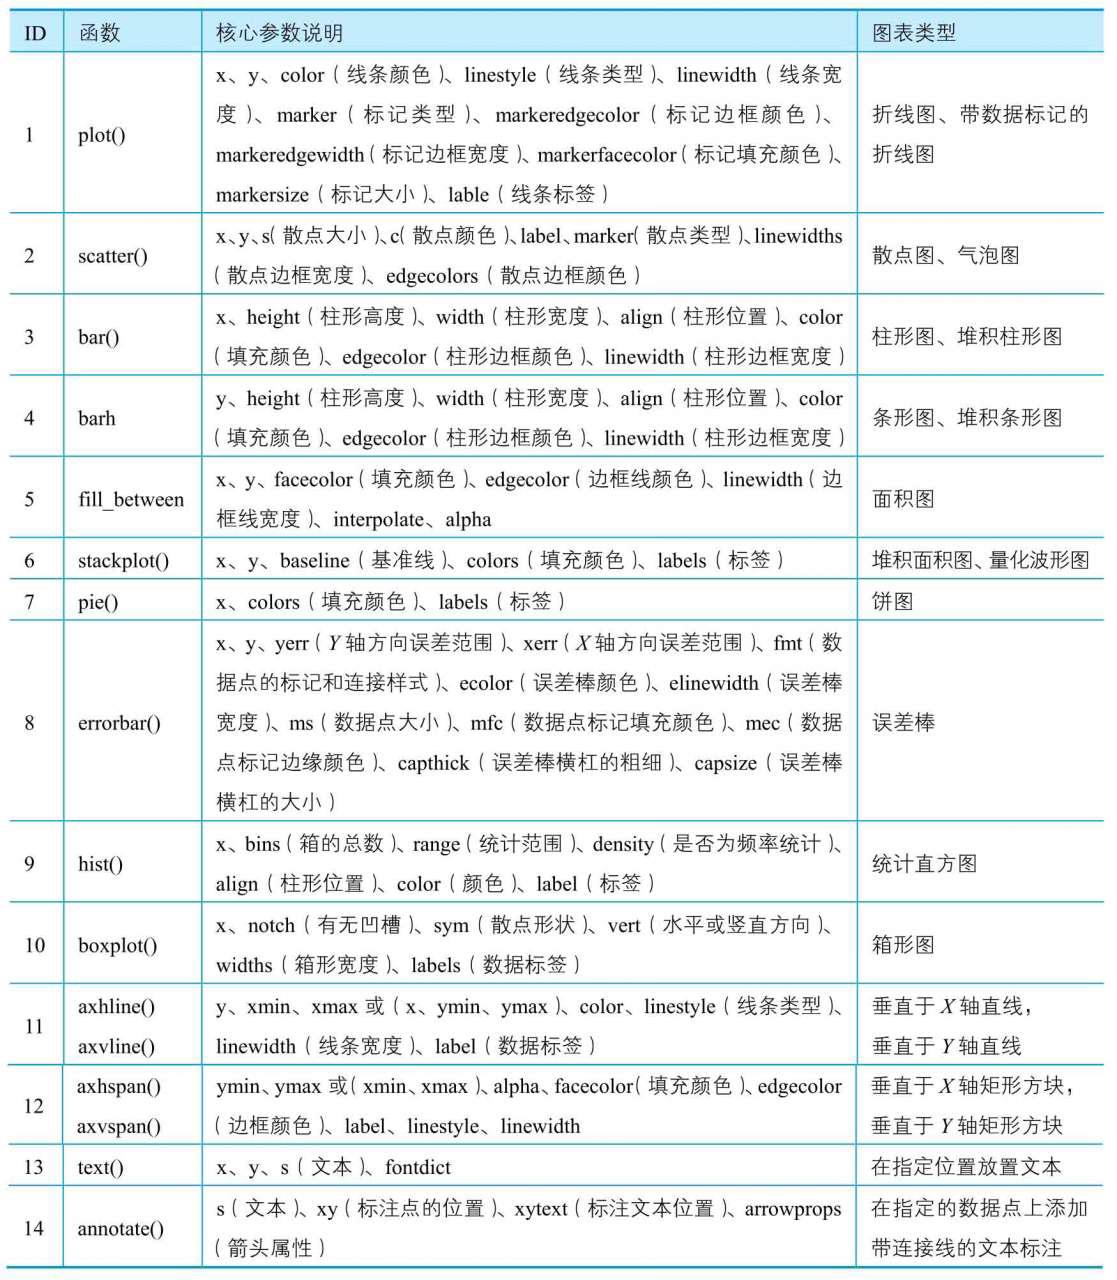 ID 函数 核心参数说明 图表类型
1 plot() x、y、color（线条颜色）、linestyle（线条类型）、linewidth（线条宽
度）、marker（标记类型）、markeredgecolor（标记边框颜色）、
markeredgewidth（标记边框宽度）、markerfacecolor（标记填充颜色）、
markersize（标记大小）、lable（线条标签）
折线图、带数据标记的
折线图
2 scatter() x、y、s（散点大小）、c（散点颜色）、label、marker（散点类型）、linewidths
（散点边框宽度）、edgecolors（散点边框颜色）
散点图、气泡图
3 bar() x、height（柱形高度）、width（柱形宽度）、align（柱形位置）、color
（填充颜色）、edgecolor（柱形边框颜色）、linewidth（柱形边框宽度）
柱形图、堆积柱形图
4 barh y、height（柱形高度）、width（柱形宽度）、align（柱形位置）、color
（填充颜色）、edgecolor（柱形边框颜色）、linewidth（柱形边框宽度）
条形图、堆积条形图
5 fill_between x、y、facecolor（填充颜色）、edgecolor（边框线颜色）、linewidth（边
框线宽度）、interpolate、alpha
面积图
6 stackplot() x、y、baseline（基准线）、colors（填充颜色）、labels（标签） 堆积面积图、量化波形图
7 pie() x、colors（填充颜色）、labels（标签） 饼图
8 errorbar() x、y、yerr（Y 轴方向误差范围）、xerr（X 轴方向误差范围）、fmt（数
据点的标记和连接样式）、ecolor（误差棒颜色）、elinewidth（误差棒
宽度）、ms（数据点大小）、mfc（数据点标记填充颜色）、mec（数据
点标记边缘颜色）、capthick（误差棒横杠的粗细）、capsize（误差棒
横杠的大小）
误差棒
9 hist() x、bins（箱的总数）、range（统计范围）、density（是否为频率统计）、
align（柱形位置）、color（颜色）、label（标签）
统计直方图
10 boxplot() x、notch（有无凹槽）、sym（散点形状）、vert（水平或竖直方向）、
widths（箱形宽度）、labels（数据标签）
箱形图
11 axhline()
axvline()
y、xmin、xmax 或（x、ymin、ymax）、color、linestyle（线条类型）、
linewidth（线条宽度）、label（数据标签）
垂直于 X 轴直线，
垂直于 Y 轴直线
12 axhspan()
axvspan()
ymin、ymax 或（xmin、xmax）、alpha、facecolor（填充颜色）、edgecolor
（边框颜色）、label、linestyle、linewidth
垂直于 X 轴矩形方块，
垂直于 Y 轴矩形方块
13 text() x、y、s（文本）、fontdict 在指定位置放置文本
14 annotate() s（文本）、xy（标注点的位置）、xytext（标注文本位置）、arrowprops
（箭头属性）
在指定的数据点上添加
带连接线的文本标注